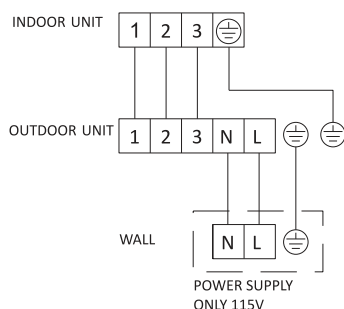 INDOOR UNIT
1 2 3
OUTDOOR UNIT
1 2 3 N L
WALL
N L
POWER SUPPLY
ONLY 115V